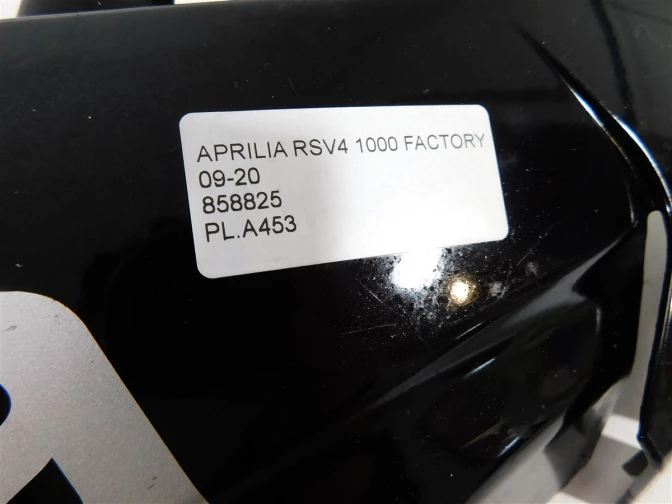 APRILIA RSV4 1000 FACTORY
09-20
858825
PL.A453